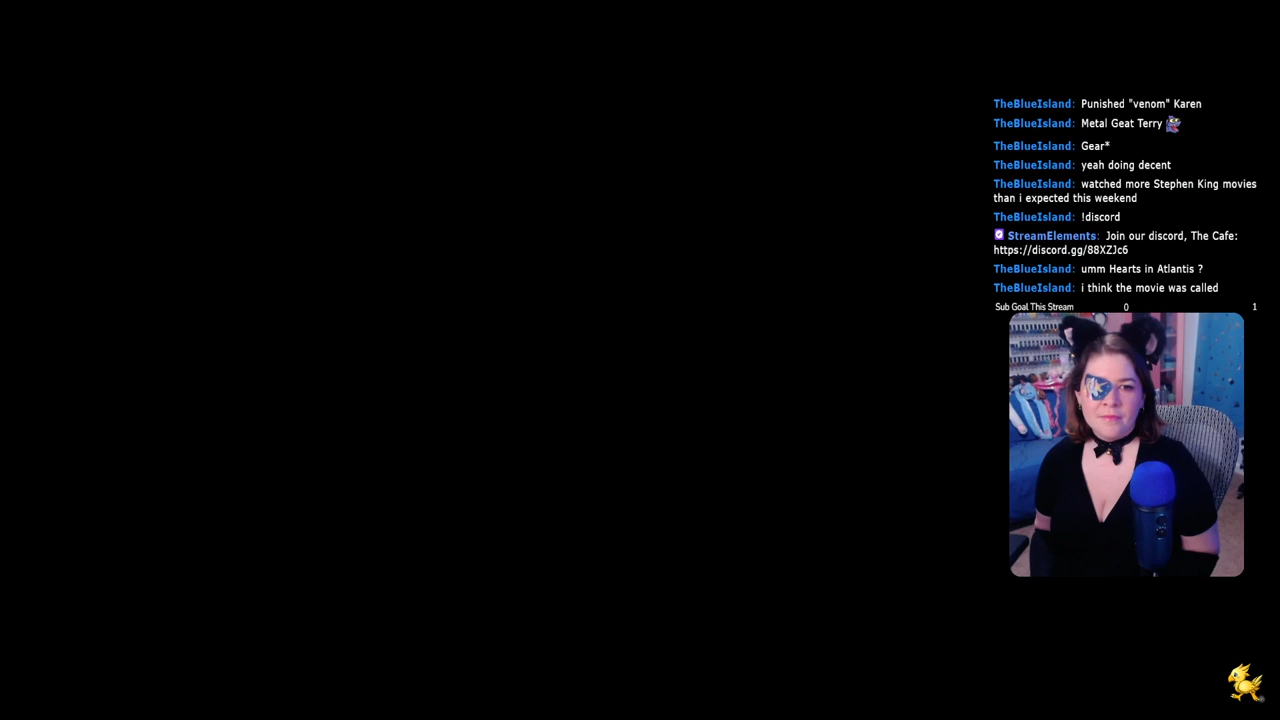 TheBlueIsland: Punished "venom" Karen
TheBlueIsland: Metal Geat Terry
TheBlueIsland: Gear*
TheBlueIsland: yeah doing decent
TheBlueIsland: watched more Stephen King movies
than i expected this weekend
TheBlueIsland: !discord
StreamElements: Join our discord, The Cafe:
https://discord.gg/88XZJc6
TheBlueIsland: umm Hearts in Atlantis ?
TheBlueIsland: i think the movie was called
Sub Goal This Stream 0 1